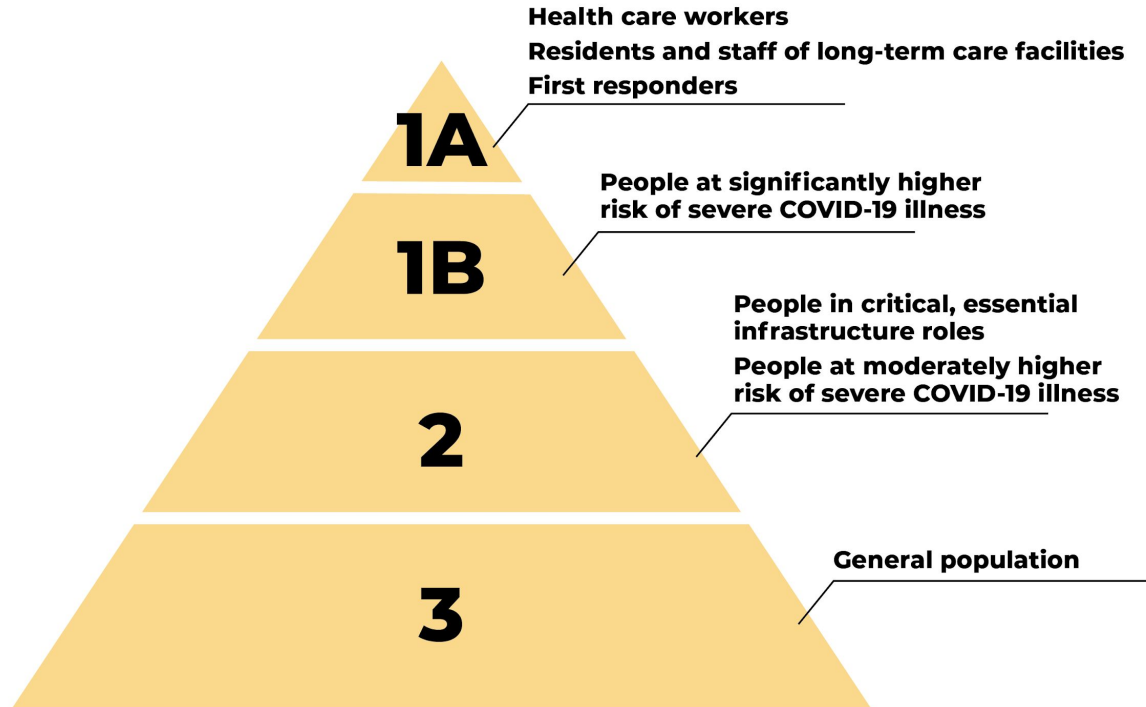 Health care workers
Residents and staff of long-term care facilities
First responders
1A
People at significantly higher
risk of severe COVID-19 illness
1B
People in critical, essential
infrastructure roles
People at moderately higher
risk of severe COVID-19 illness
2
General population
3